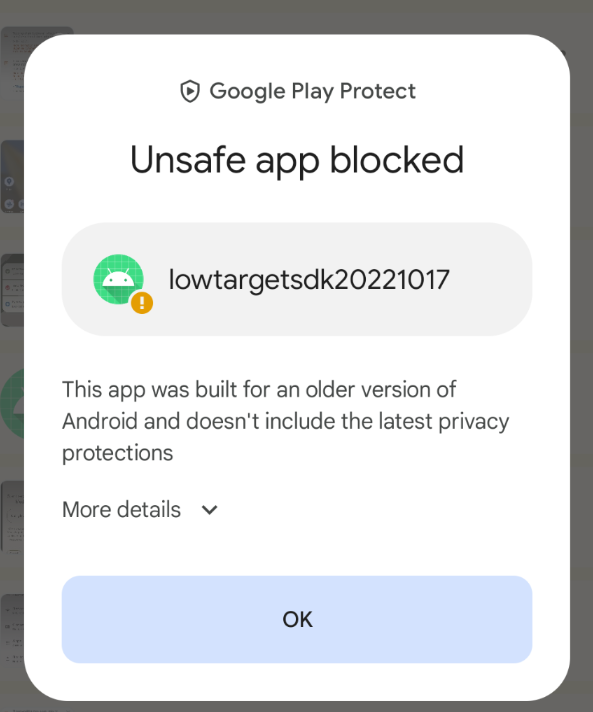 Google Play Protect
Unsafe app blocked
lowtargetsdk20221017
This app was built for an older version of
Android and doesn't include the latest privacy
protections
More details
OK